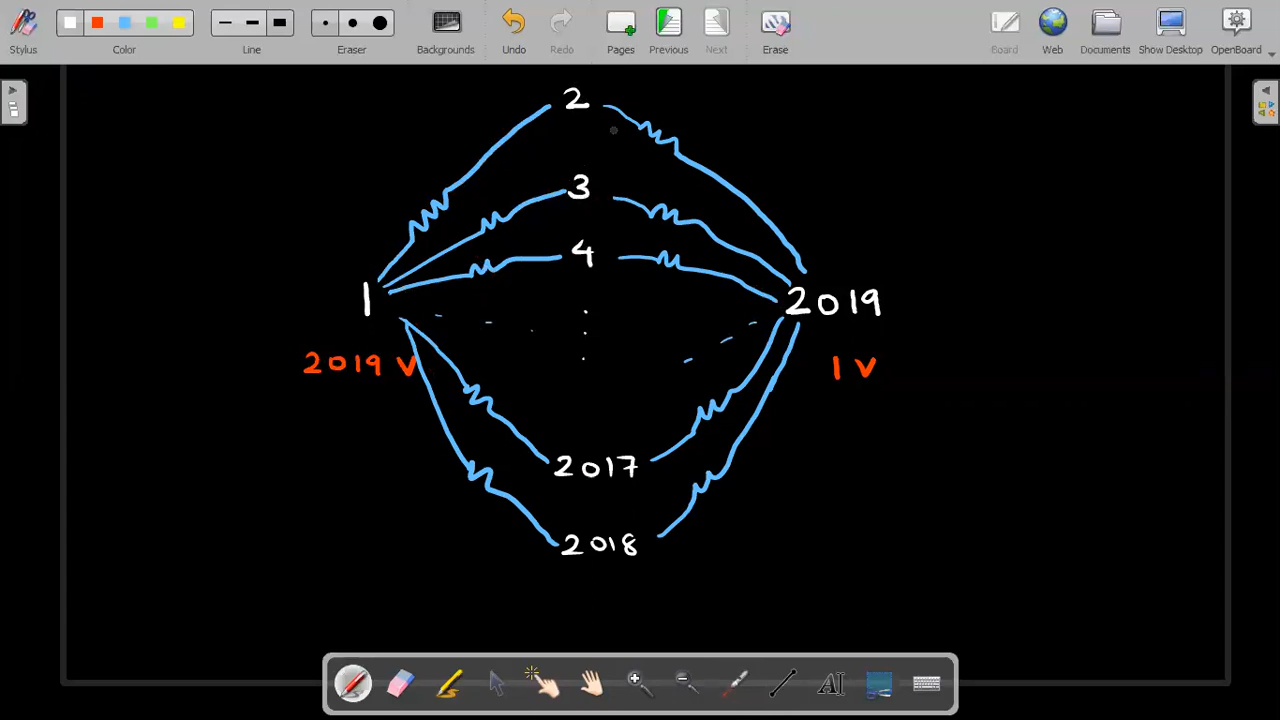 Stylus
Color
Line
Eraser
Backgrounds
Undo
Redo
Pages
Previous
Next
Erase
Board
Web
Documents
Show Desktop
OpenBoard
2
3
4
1
2019
2019 V
1 V
2017
2018